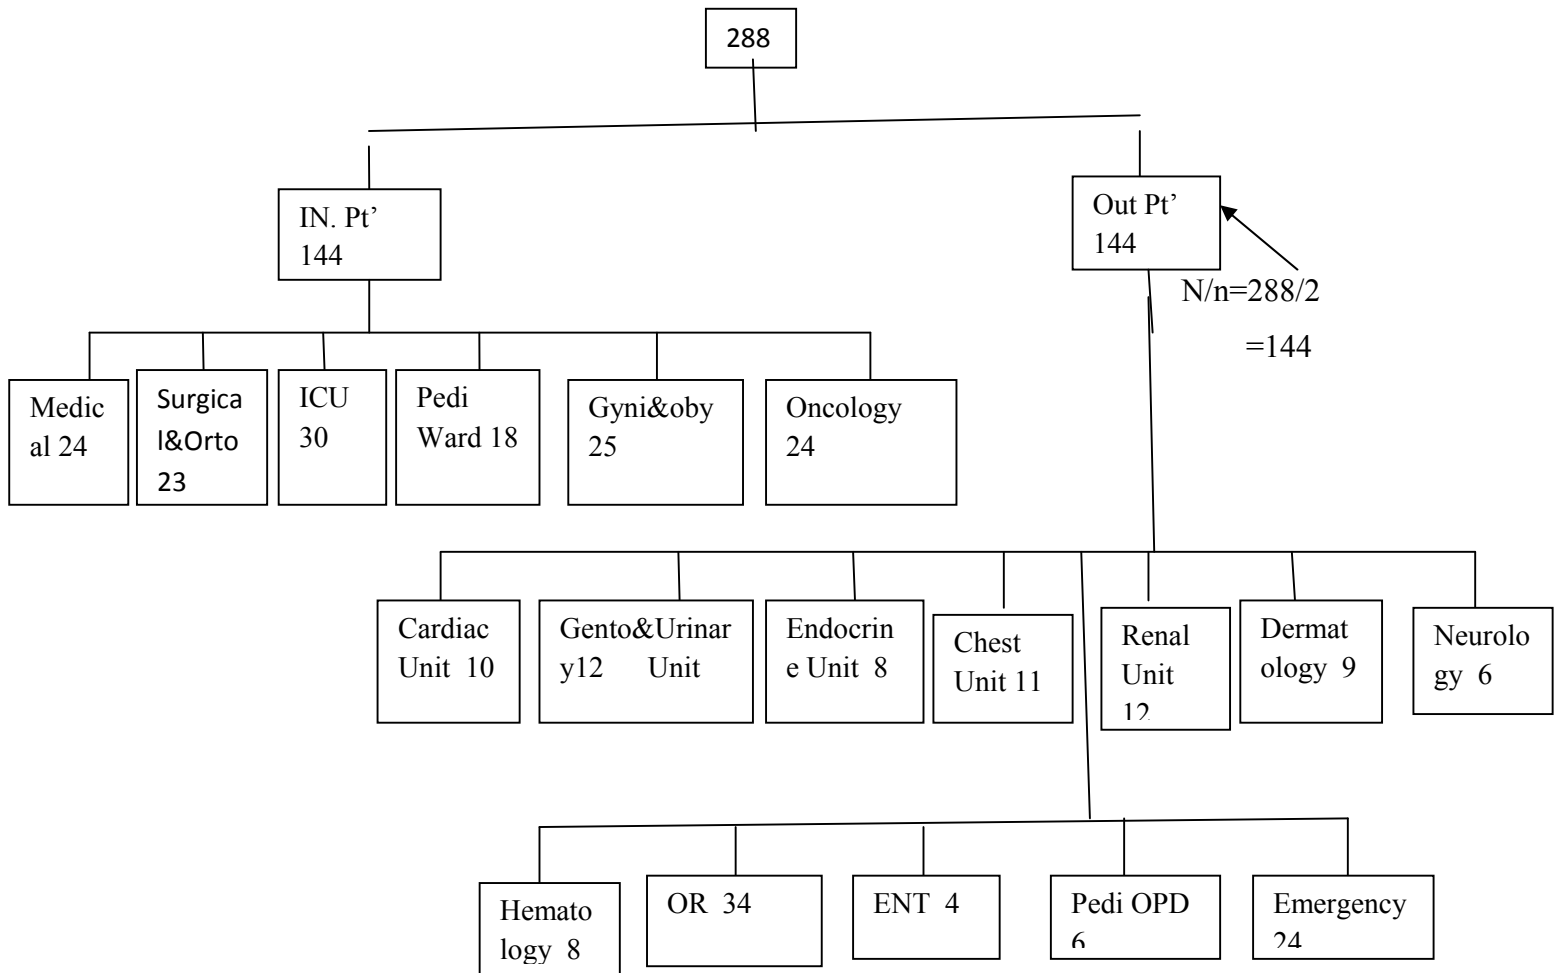 288
IN. Pt’
144
Out Pt’
144
N/n=288/2
=144
Medic
al 24
Surgica
l&Orto
23
ICU
30
Pedi
Ward 18
Gyni&oby
25
Oncology
24
Cardiac
Unit 10
Gento&Urinar
y12 Unit
Endocrin
e Unit 8
Chest
Unit 11
Renal
Unit
12
Dermat
ology 9
Neurolo
gy 6
Hemato
logy 8
OR 34
ENT 4
Pedi OPD
6
Emergency
24